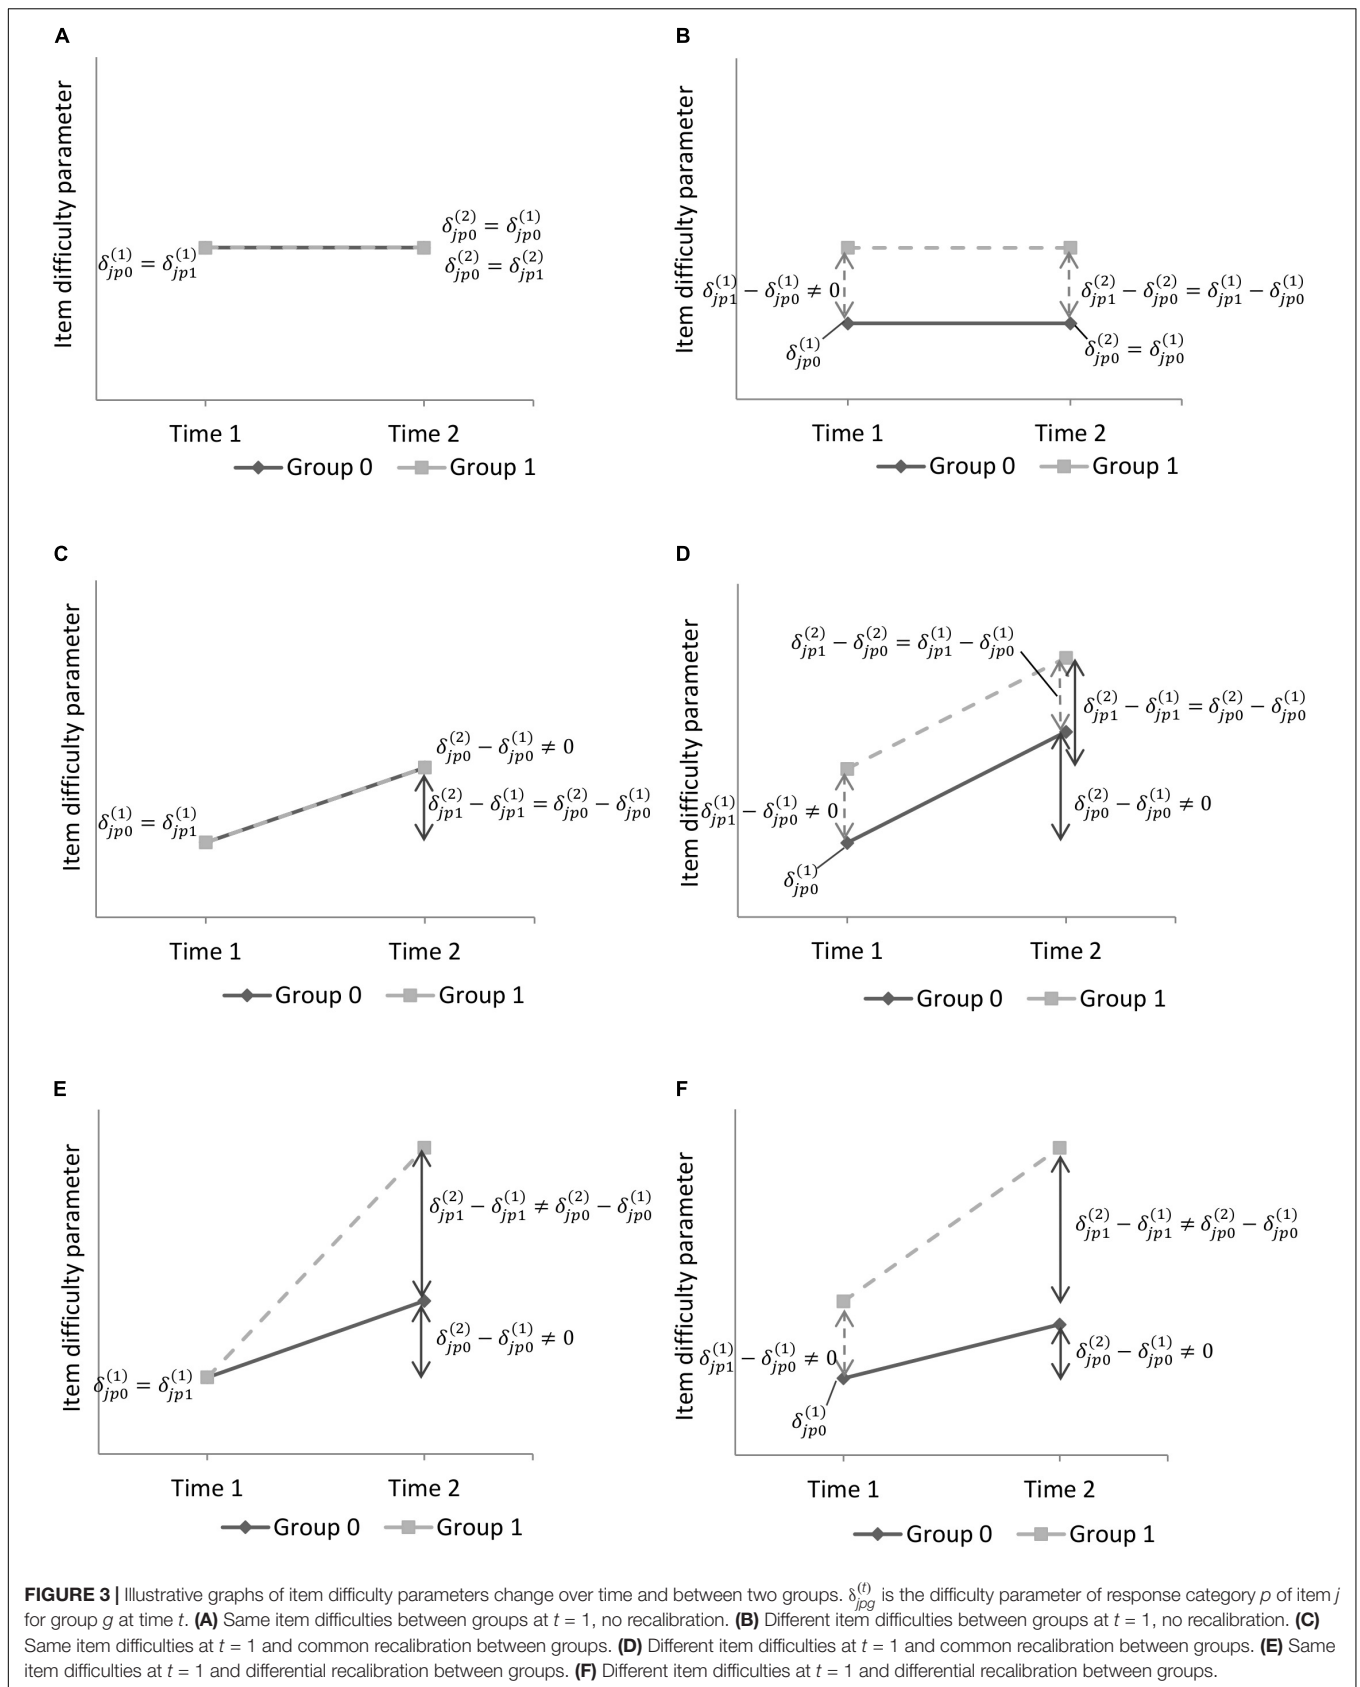 A
Item difficulty parameter
δ_{jp0}^{(1)} = δ_{jp1}^{(1)}
δ_{jp0}^{(2)} = δ_{jp0}^{(1)}
δ_{jp0}^{(2)} = δ_{jp1}^{(2)}
Time 1 Time 2
Group 0 Group 1
B
Item difficulty parameter
δ_{jp1}^{(1)} − δ_{jp0}^{(1)} ≠ 0
δ_{jp1}^{(2)} − δ_{jp0}^{(2)} = δ_{jp1}^{(1)} − δ_{jp0}^{(1)}
δ_{jp0}^{(1)}
δ_{jp0}^{(2)} = δ_{jp0}^{(1)}
Time 1 Time 2
Group 0 Group 1
C
Item difficulty parameter
δ_{jp0}^{(2)} − δ_{jp0}^{(1)} ≠ 0
δ_{jp1}^{(2)} − δ_{jp1}^{(1)} = δ_{jp0}^{(2)} − δ_{jp0}^{(1)}
δ_{jp0}^{(1)} = δ_{jp1}^{(1)}
Time 1 Time 2
Group 0 Group 1
D
Item difficulty parameter
δ_{jp1}^{(2)} − δ_{jp0}^{(2)} = δ_{jp1}^{(1)} − δ_{jp0}^{(1)}
δ_{jp1}^{(2)} − δ_{jp1}^{(1)} = δ_{jp0}^{(2)} − δ_{jp0}^{(1)}
δ_{jp1}^{(1)} − δ_{jp0}^{(1)} ≠ 0
δ_{jp0}^{(2)} − δ_{jp0}^{(1)} ≠ 0
δ_{jp0}^{(1)}
Time 1 Time 2
Group 0 Group 1
E
Item difficulty parameter
δ_{jp1}^{(2)} − δ_{jp1}^{(1)} ≠ δ_{jp0}^{(2)} − δ_{jp0}^{(1)}
δ_{jp0}^{(2)} − δ_{jp0}^{(1)} ≠ 0
δ_{jp0}^{(1)} = δ_{jp1}^{(1)}
Time 1 Time 2
Group 0 Group 1
F
Item difficulty parameter
δ_{jp1}^{(2)} − δ_{jp1}^{(1)} ≠ δ_{jp0}^{(2)} − δ_{jp0}^{(1)}
δ_{jp1}^{(1)} − δ_{jp0}^{(1)} ≠ 0
δ_{jp0}^{(2)} − δ_{jp0}^{(1)} ≠ 0
δ_{jp0}^{(1)}
Time 1 Time 2
Group 0 Group 1
FIGURE 3 | Illustrative graphs of item difficulty parameters change over time and between two groups. δ_{jpg}^{(t)} is the difficulty parameter of response category p of item j
for group g at time t. (A) Same item difficulties between groups at t = 1, no recalibration. (B) Different item difficulties between groups at t = 1, no recalibration. (C)
Same item difficulties at t = 1 and common recalibration between groups. (D) Different item difficulties at t = 1 and common recalibration between groups. (E) Same
item difficulties at t = 1 and differential recalibration between groups. (F) Different item difficulties at t = 1 and differential recalibration between groups.